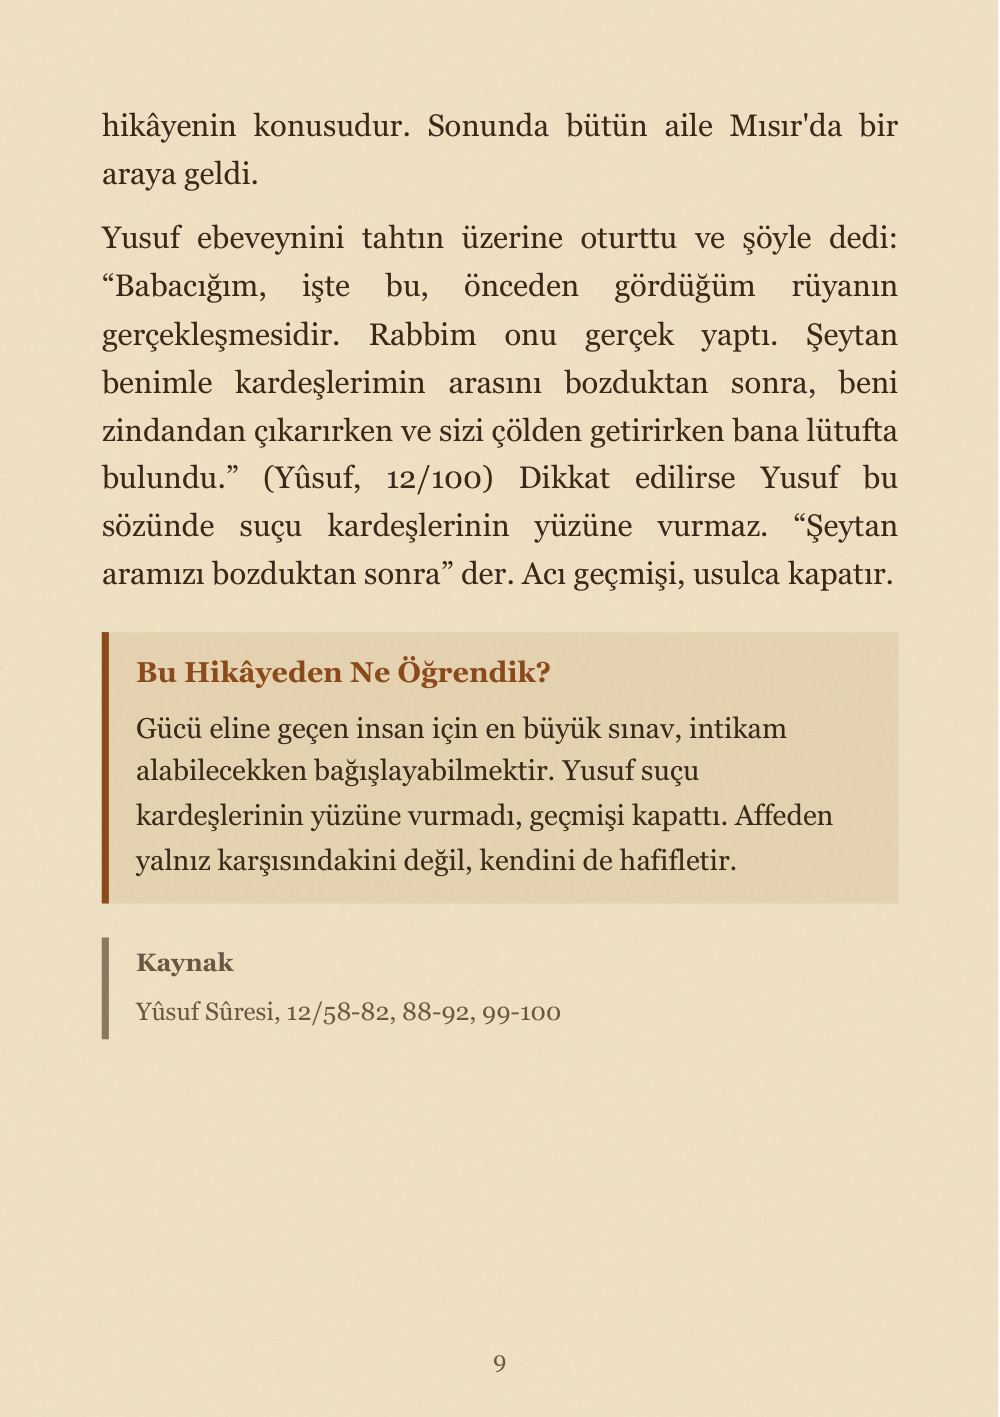 hikâyenin konusudur. Sonunda bütün aile Mısır'da bir
araya geldi.
Yusuf ebeveynini tahtın üzerine oturttu ve şöyle dedi:
“Babacığım, işte bu, önceden gördüğüm rüyanın
gerçekleşmesidir. Rabbim onu gerçek yaptı. Şeytan
benimle kardeşlerimin arasını bozduktan sonra, beni
zindandan çıkarırken ve sizi çölden getirirken bana lütufta
bulundu.” (Yûsuf, 12/100) Dikkat edilirse Yusuf bu
sözünde suçu kardeşlerinin yüzüne vurmaz. “Şeytan
aramızı bozduktan sonra” der. Acı geçmişi, usulca kapatır.
Bu Hikâyeden Ne Öğrendik?
Gücü eline geçen insan için en büyük sınav, intikam
alabilecekken bağışlayabilmektir. Yusuf suçu
kardeşlerinin yüzüne vurmadı, geçmişi kapattı. Affeden
yalnız karşısındakini değil, kendini de hafifletir.
Kaynak
Yûsuf Sûresi, 12/58-82, 88-92, 99-100
9